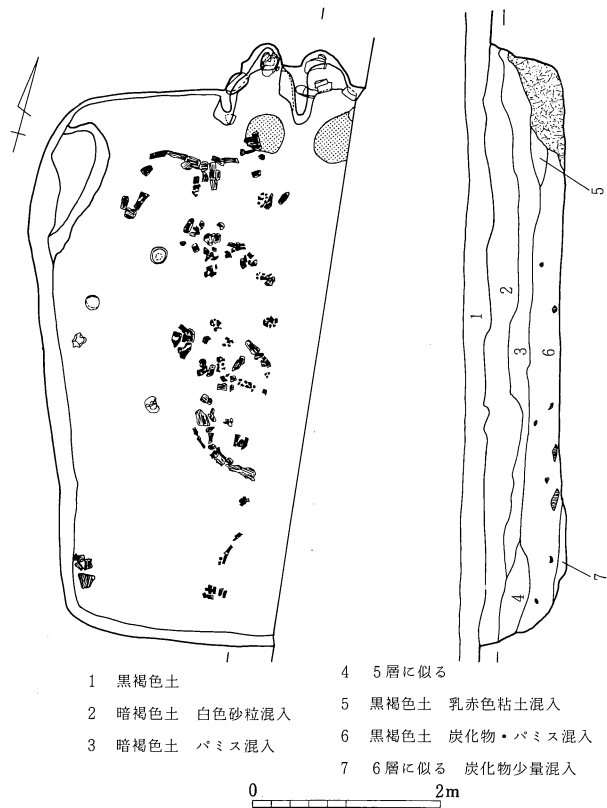 5
2
1
3
6
4
7
1 黒褐色土
2 暗褐色土 白色砂粒混入
3 暗褐色土 パミス混入
4 5層に似る
5 黒褐色土 乳赤色粘土混入
6 黒褐色土 炭化物・パミス混入
7 6層に似る 炭化物少量混入
0 2m